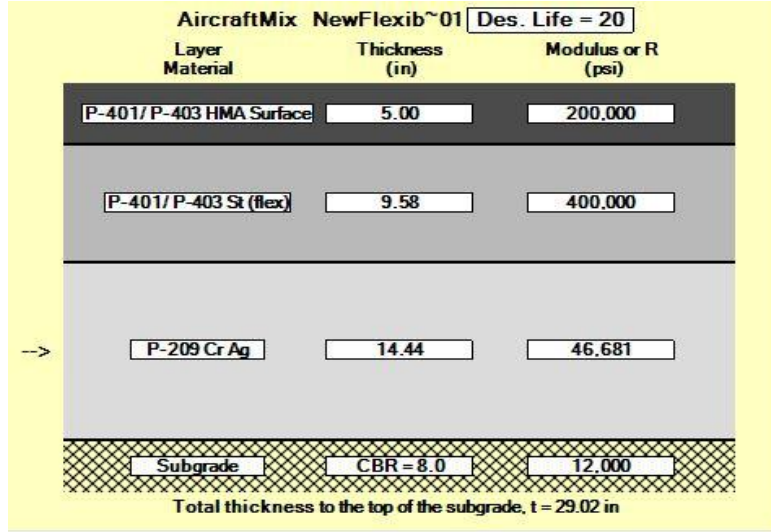 AircraftMix NewFlexib~01 Des. Life = 20
Layer Material Thickness (in) Modulus or R (psi)
P-401/ P-403 HMA Surface 5.00 200,000
P-401/ P-403 St (flex) 9.58 400,000
--> P-209 Cr Ag 14.44 46,681
Subgrade CBR = 8.0 12,000
Total thickness to the top of the subgrade, t = 29.02 in